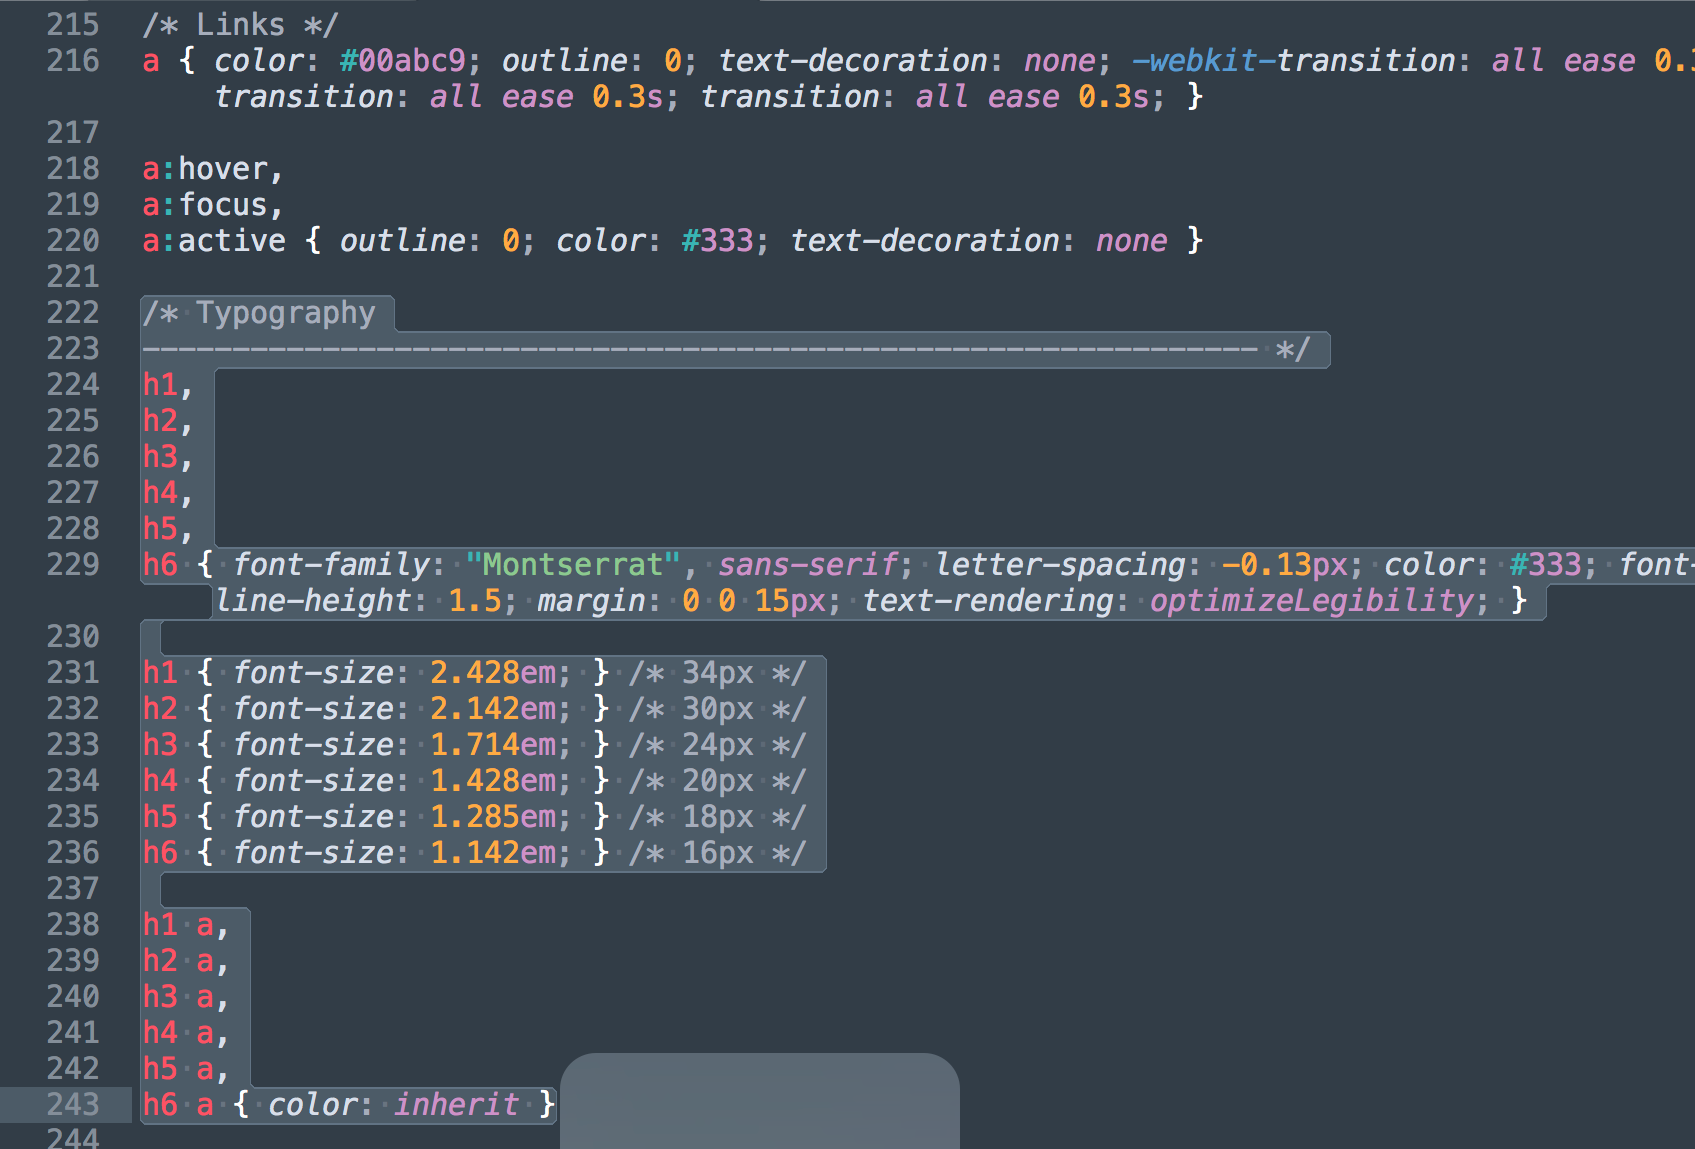 215 /* Links */
216 a { color: #00abc9; outline: 0; text-decoration: none; -webkit-transition: all ease
transition: all ease 0.3s; transition: all ease 0.3s; }
217
218 a:hover,
219 a:focus,
220 a:active { outline: 0; color: #333; text-decoration: none }
221
222 /* Typography
223 -------------------------------------------------------------- */
224 h1,
225 h2,
226 h3,
227 h4,
228 h5,
229 h6 { font-family: "Montserrat", sans-serif; letter-spacing: -0.13px; color: #333; font-
line-height: 1.5; margin: 0 0 15px; text-rendering: optimizeLegibility; }
230
231 h1 { font-size: 2.428em; } /* 34px */
232 h2 { font-size: 2.142em; } /* 30px */
233 h3 { font-size: 1.714em; } /* 24px */
234 h4 { font-size: 1.428em; } /* 20px */
235 h5 { font-size: 1.285em; } /* 18px */
236 h6 { font-size: 1.142em; } /* 16px */
237
238 h1 a,
239 h2 a,
240 h3 a,
241 h4 a,
242 h5 a,
243 h6 a { color: inherit }
244